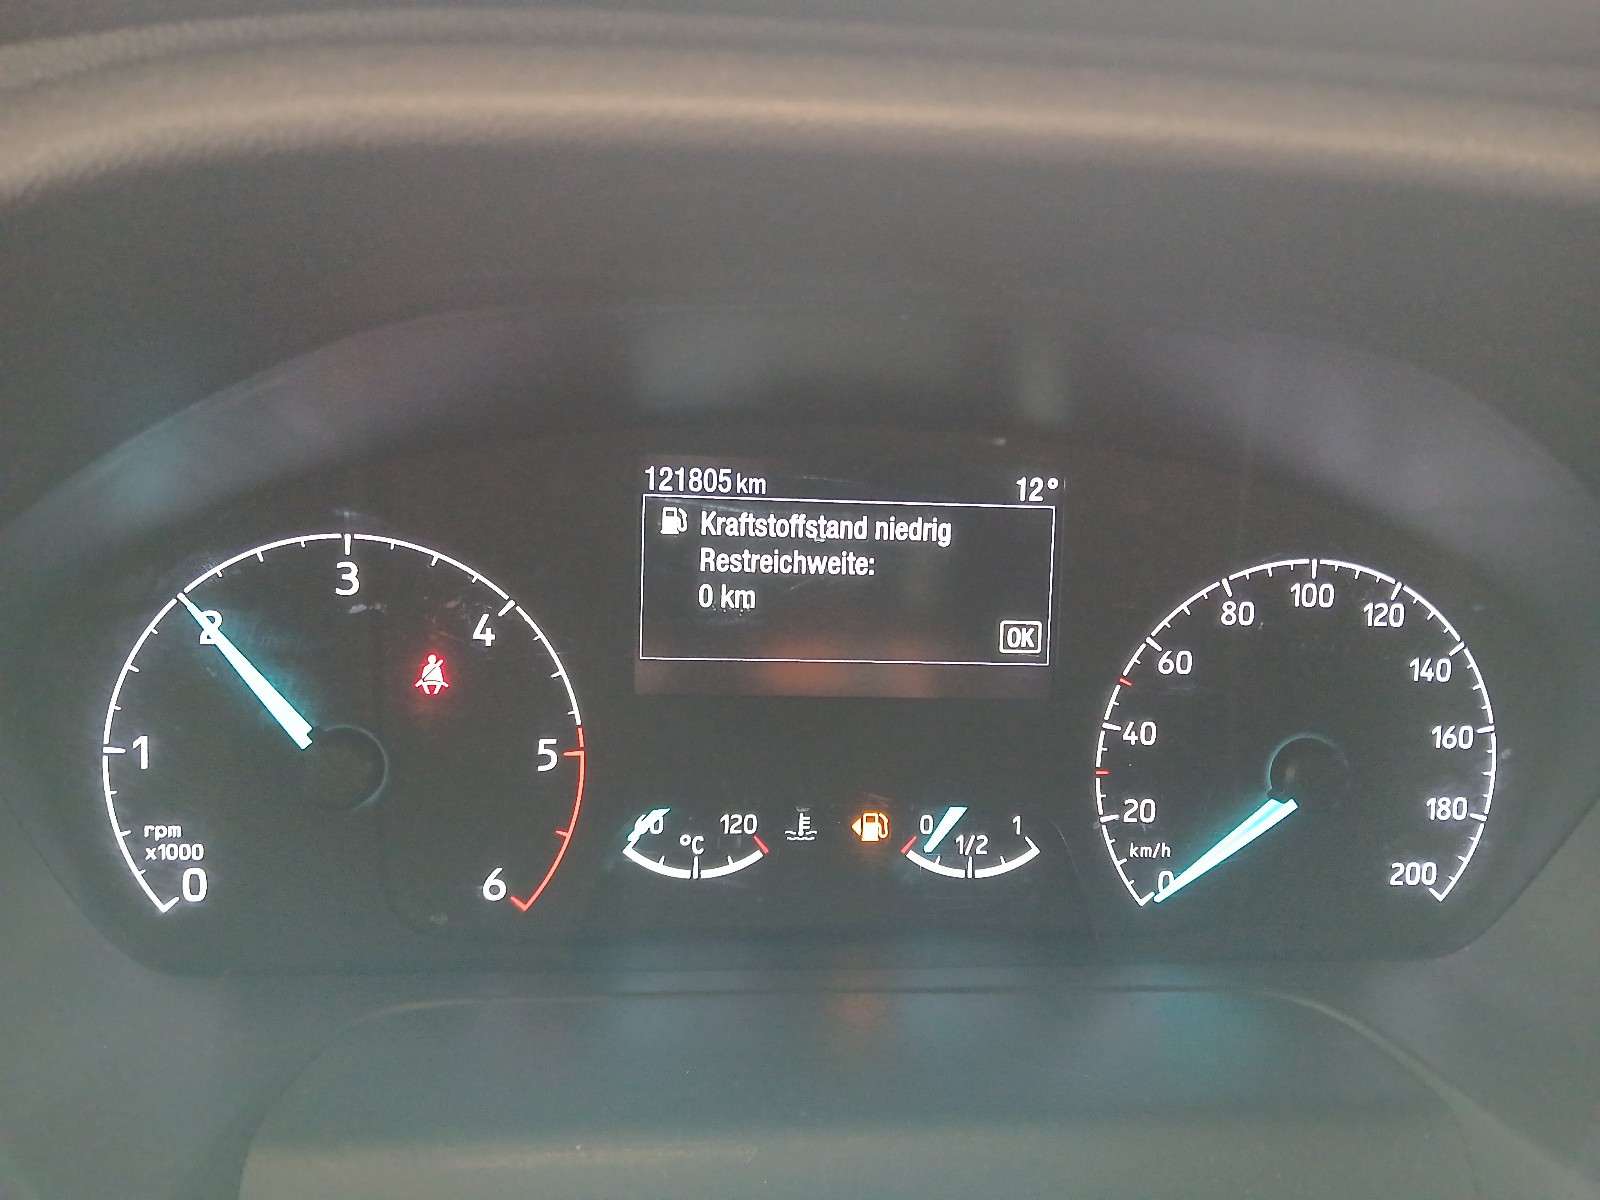 121805 km 12°
Kraftstoffstand niedrig
Restreichweite:
0 km
OK
0
1
2
3
4
5
6
rpm
x1000
60
120
°C
0
1/2
1
0
20
40
60
80
100
120
140
160
180
200
km/h